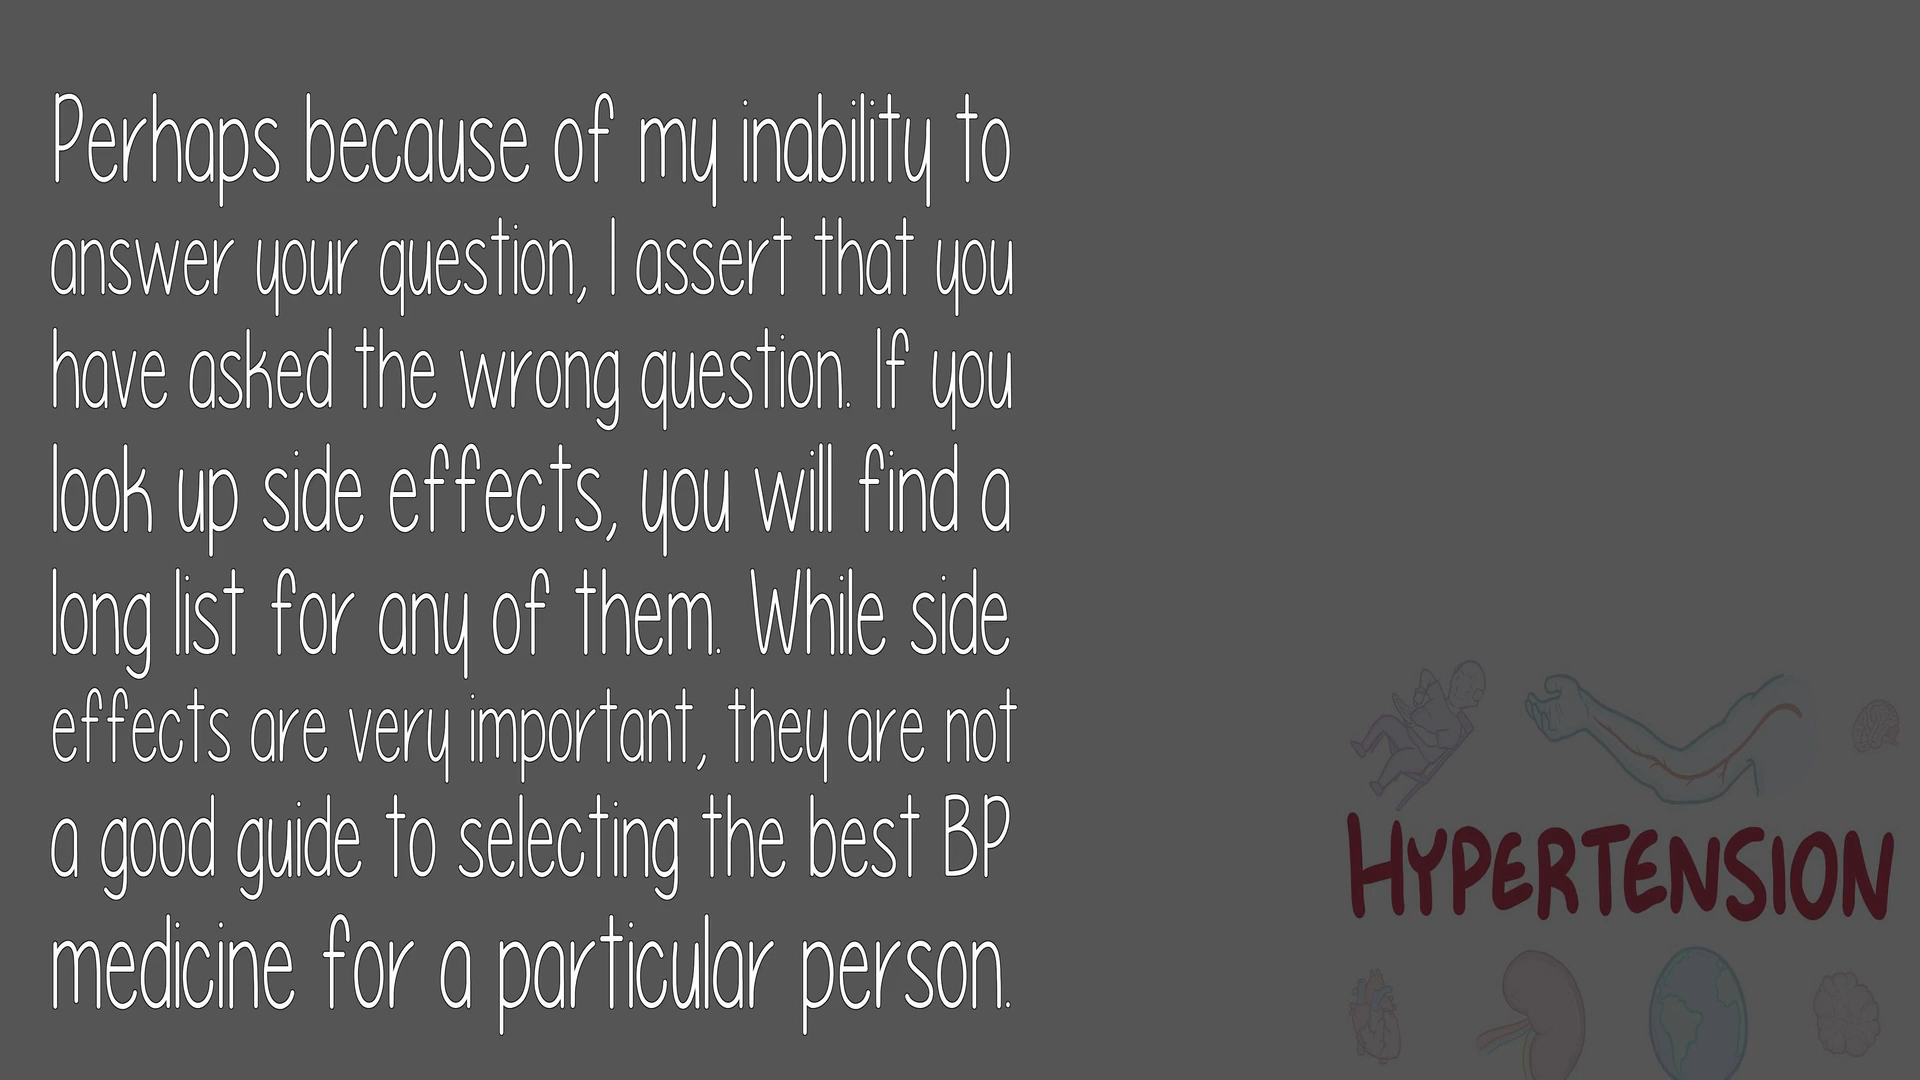 Perhaps because of my inability to
answer your question, I assert that you
have asked the wrong question. If you
look up side effects, you will find a
long list for any of them. While side
effects are very important, they are not
a good guide to selecting the best BP
medicine for a particular person.
HYPERTENSION